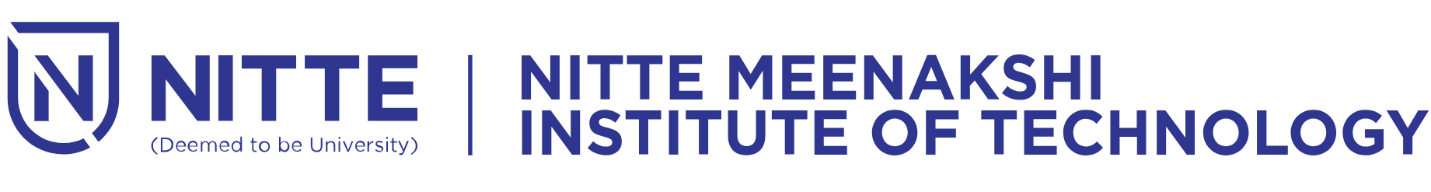 N NITTE
(Deemed to be University)
NITTE MEENAKSHI
INSTITUTE OF TECHNOLOGY